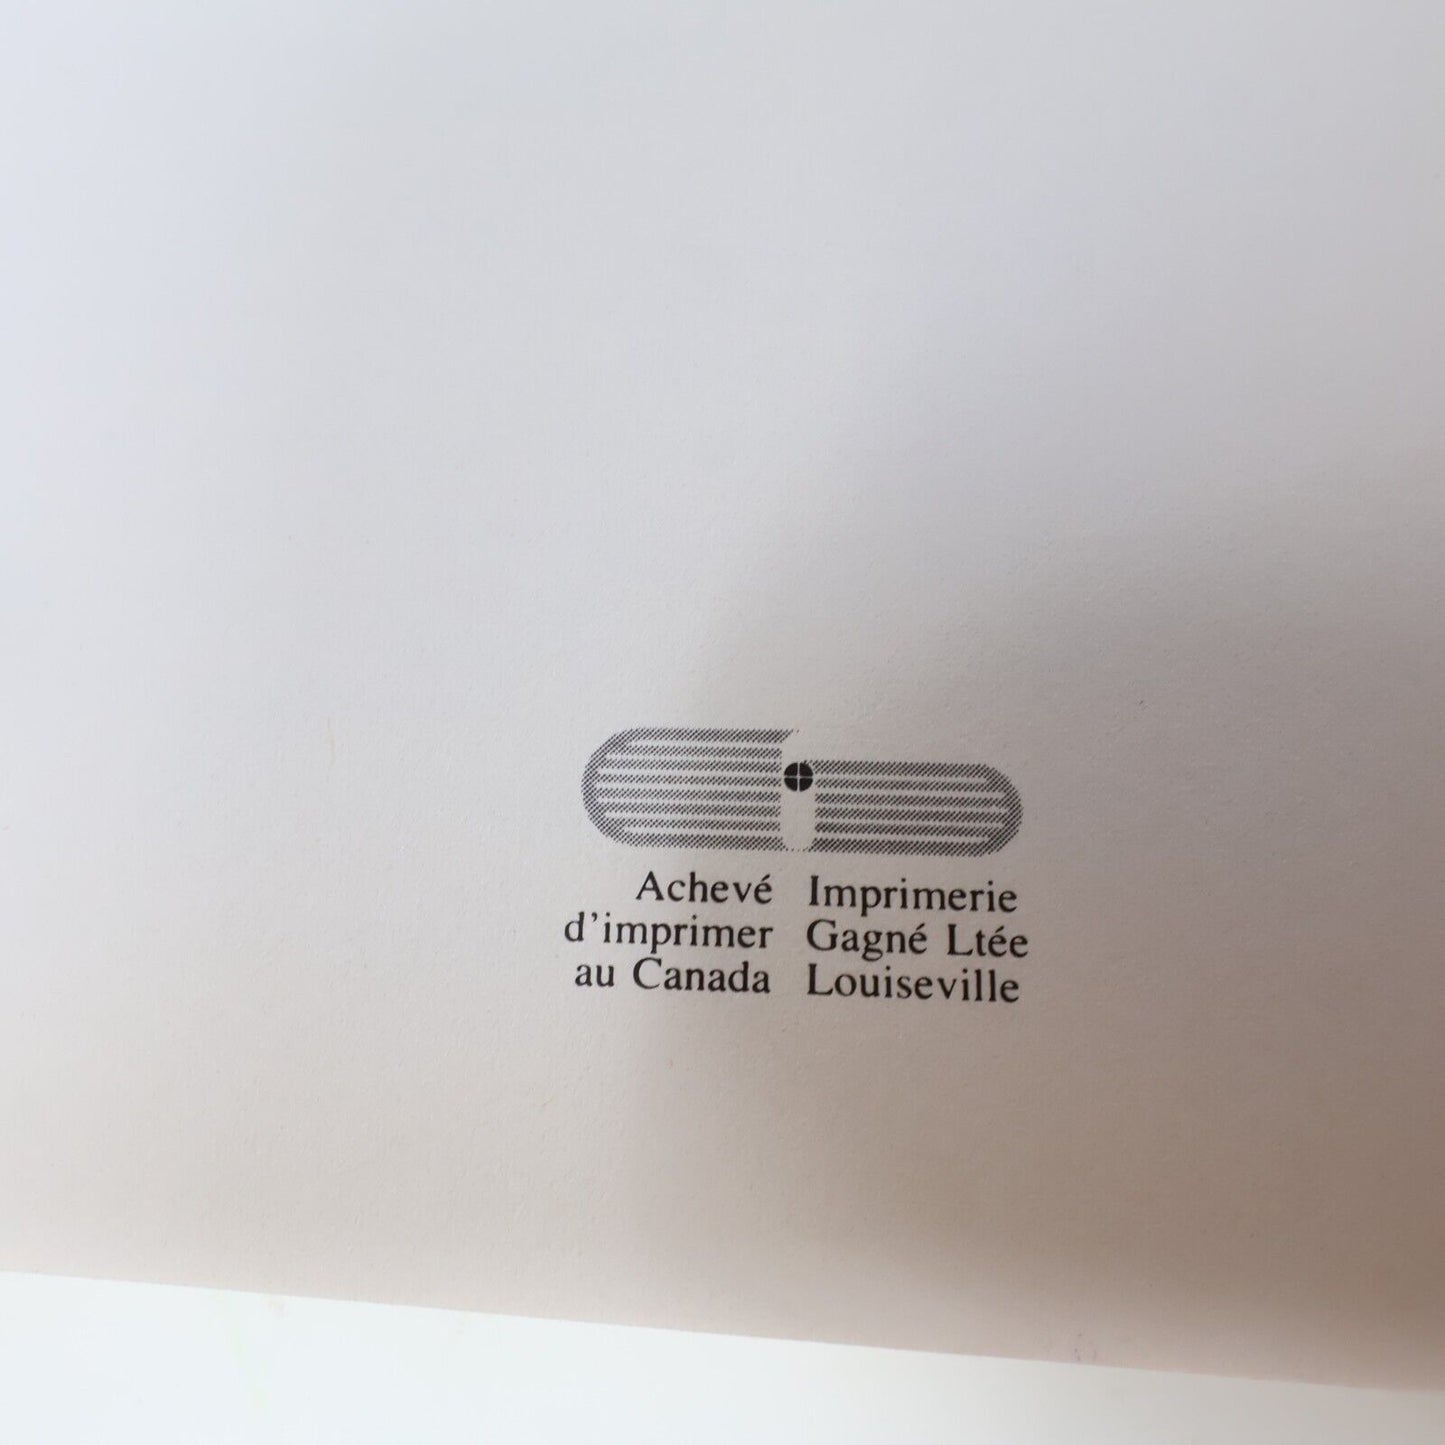 Achevé
d'imprimer
au Canada
Imprimerie
Gagné Ltée
Louiseville